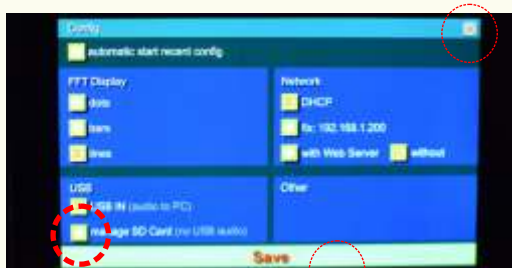 Config
automatic start recent config
FFT Display
dots
bars
lines
Network
DHCP
fix: 192.168.1.200
with Web Server
without
USB
USB IN (audio to PC)
manage SD Card (no USB audio)
Other
Save